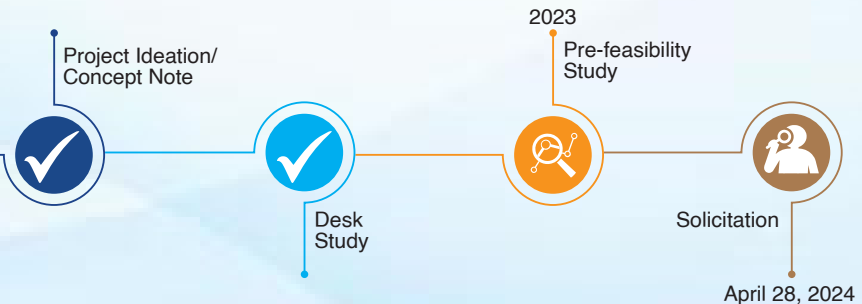 Project Ideation/
Concept Note
Desk
Study
2023
Pre-feasibility
Study
Solicitation
April 28, 2024